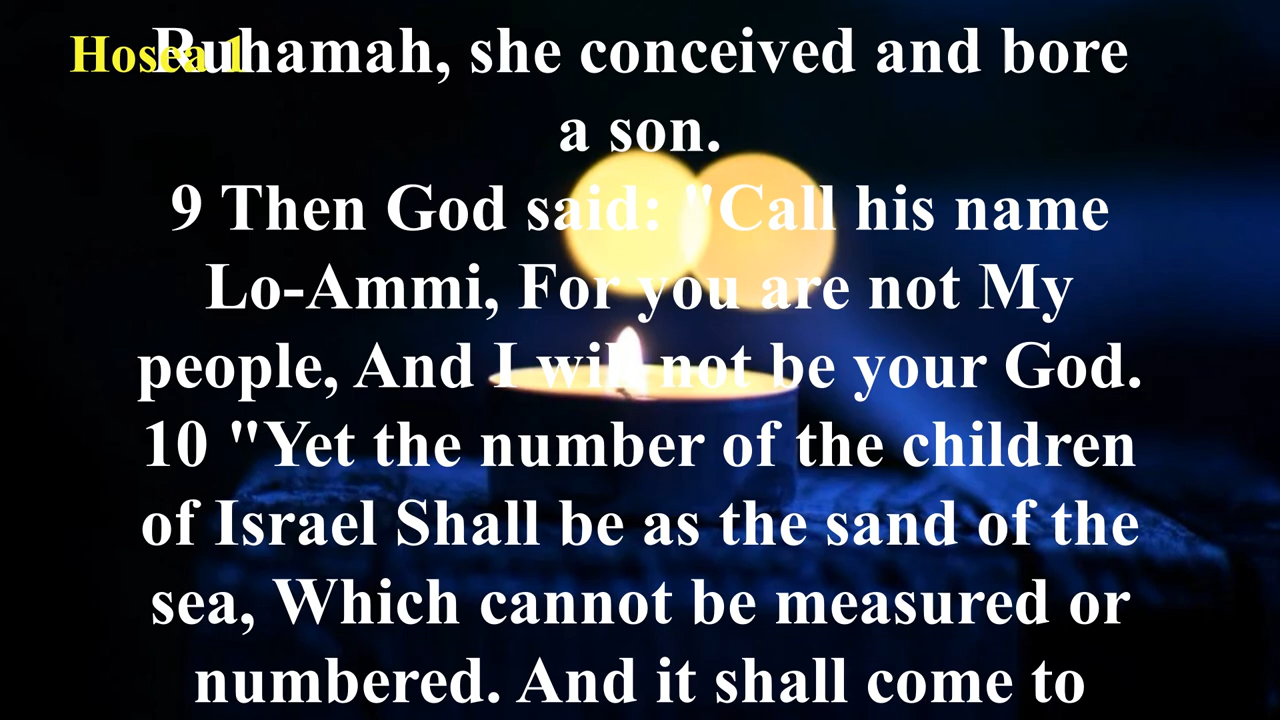 Hosea 1
Ruhamah, she conceived and bore
a son.
9 Then God said: "Call his name
Lo-Ammi, For you are not My
people, And I will not be your God.
10 "Yet the number of the children
of Israel Shall be as the sand of the
sea, Which cannot be measured or
numbered. And it shall come to